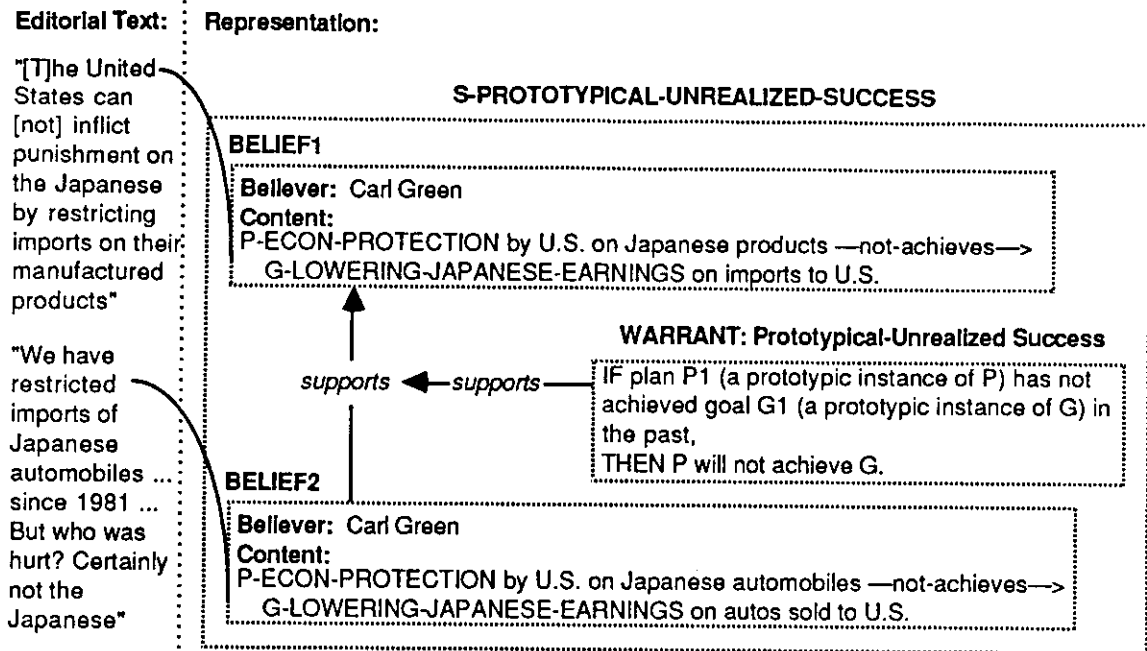 Editorial Text:
"[T]he United
States can
[not] inflict
punishment on
the Japanese
by restricting
imports on their
manufactured
products"
"We have
restricted
imports of
Japanese
automobiles ...
since 1981 ...
But who was
hurt? Certainly
not the
Japanese"
Representation:
S-PROTOTYPICAL-UNREALIZED-SUCCESS
BELIEF1
Believer: Carl Green
Content:
P-ECON-PROTECTION by U.S. on Japanese products —not-achieves—>
G-LOWERING-JAPANESE-EARNINGS on imports to U.S.
WARRANT: Prototypical-Unrealized Success
supports
supports
IF plan P1 (a prototypic instance of P) has not
achieved goal G1 (a prototypic instance of G) in
the past,
THEN P will not achieve G.
BELIEF2
Believer: Carl Green
Content:
P-ECON-PROTECTION by U.S. on Japanese automobiles —not-achieves—>
G-LOWERING-JAPANESE-EARNINGS on autos sold to U.S.